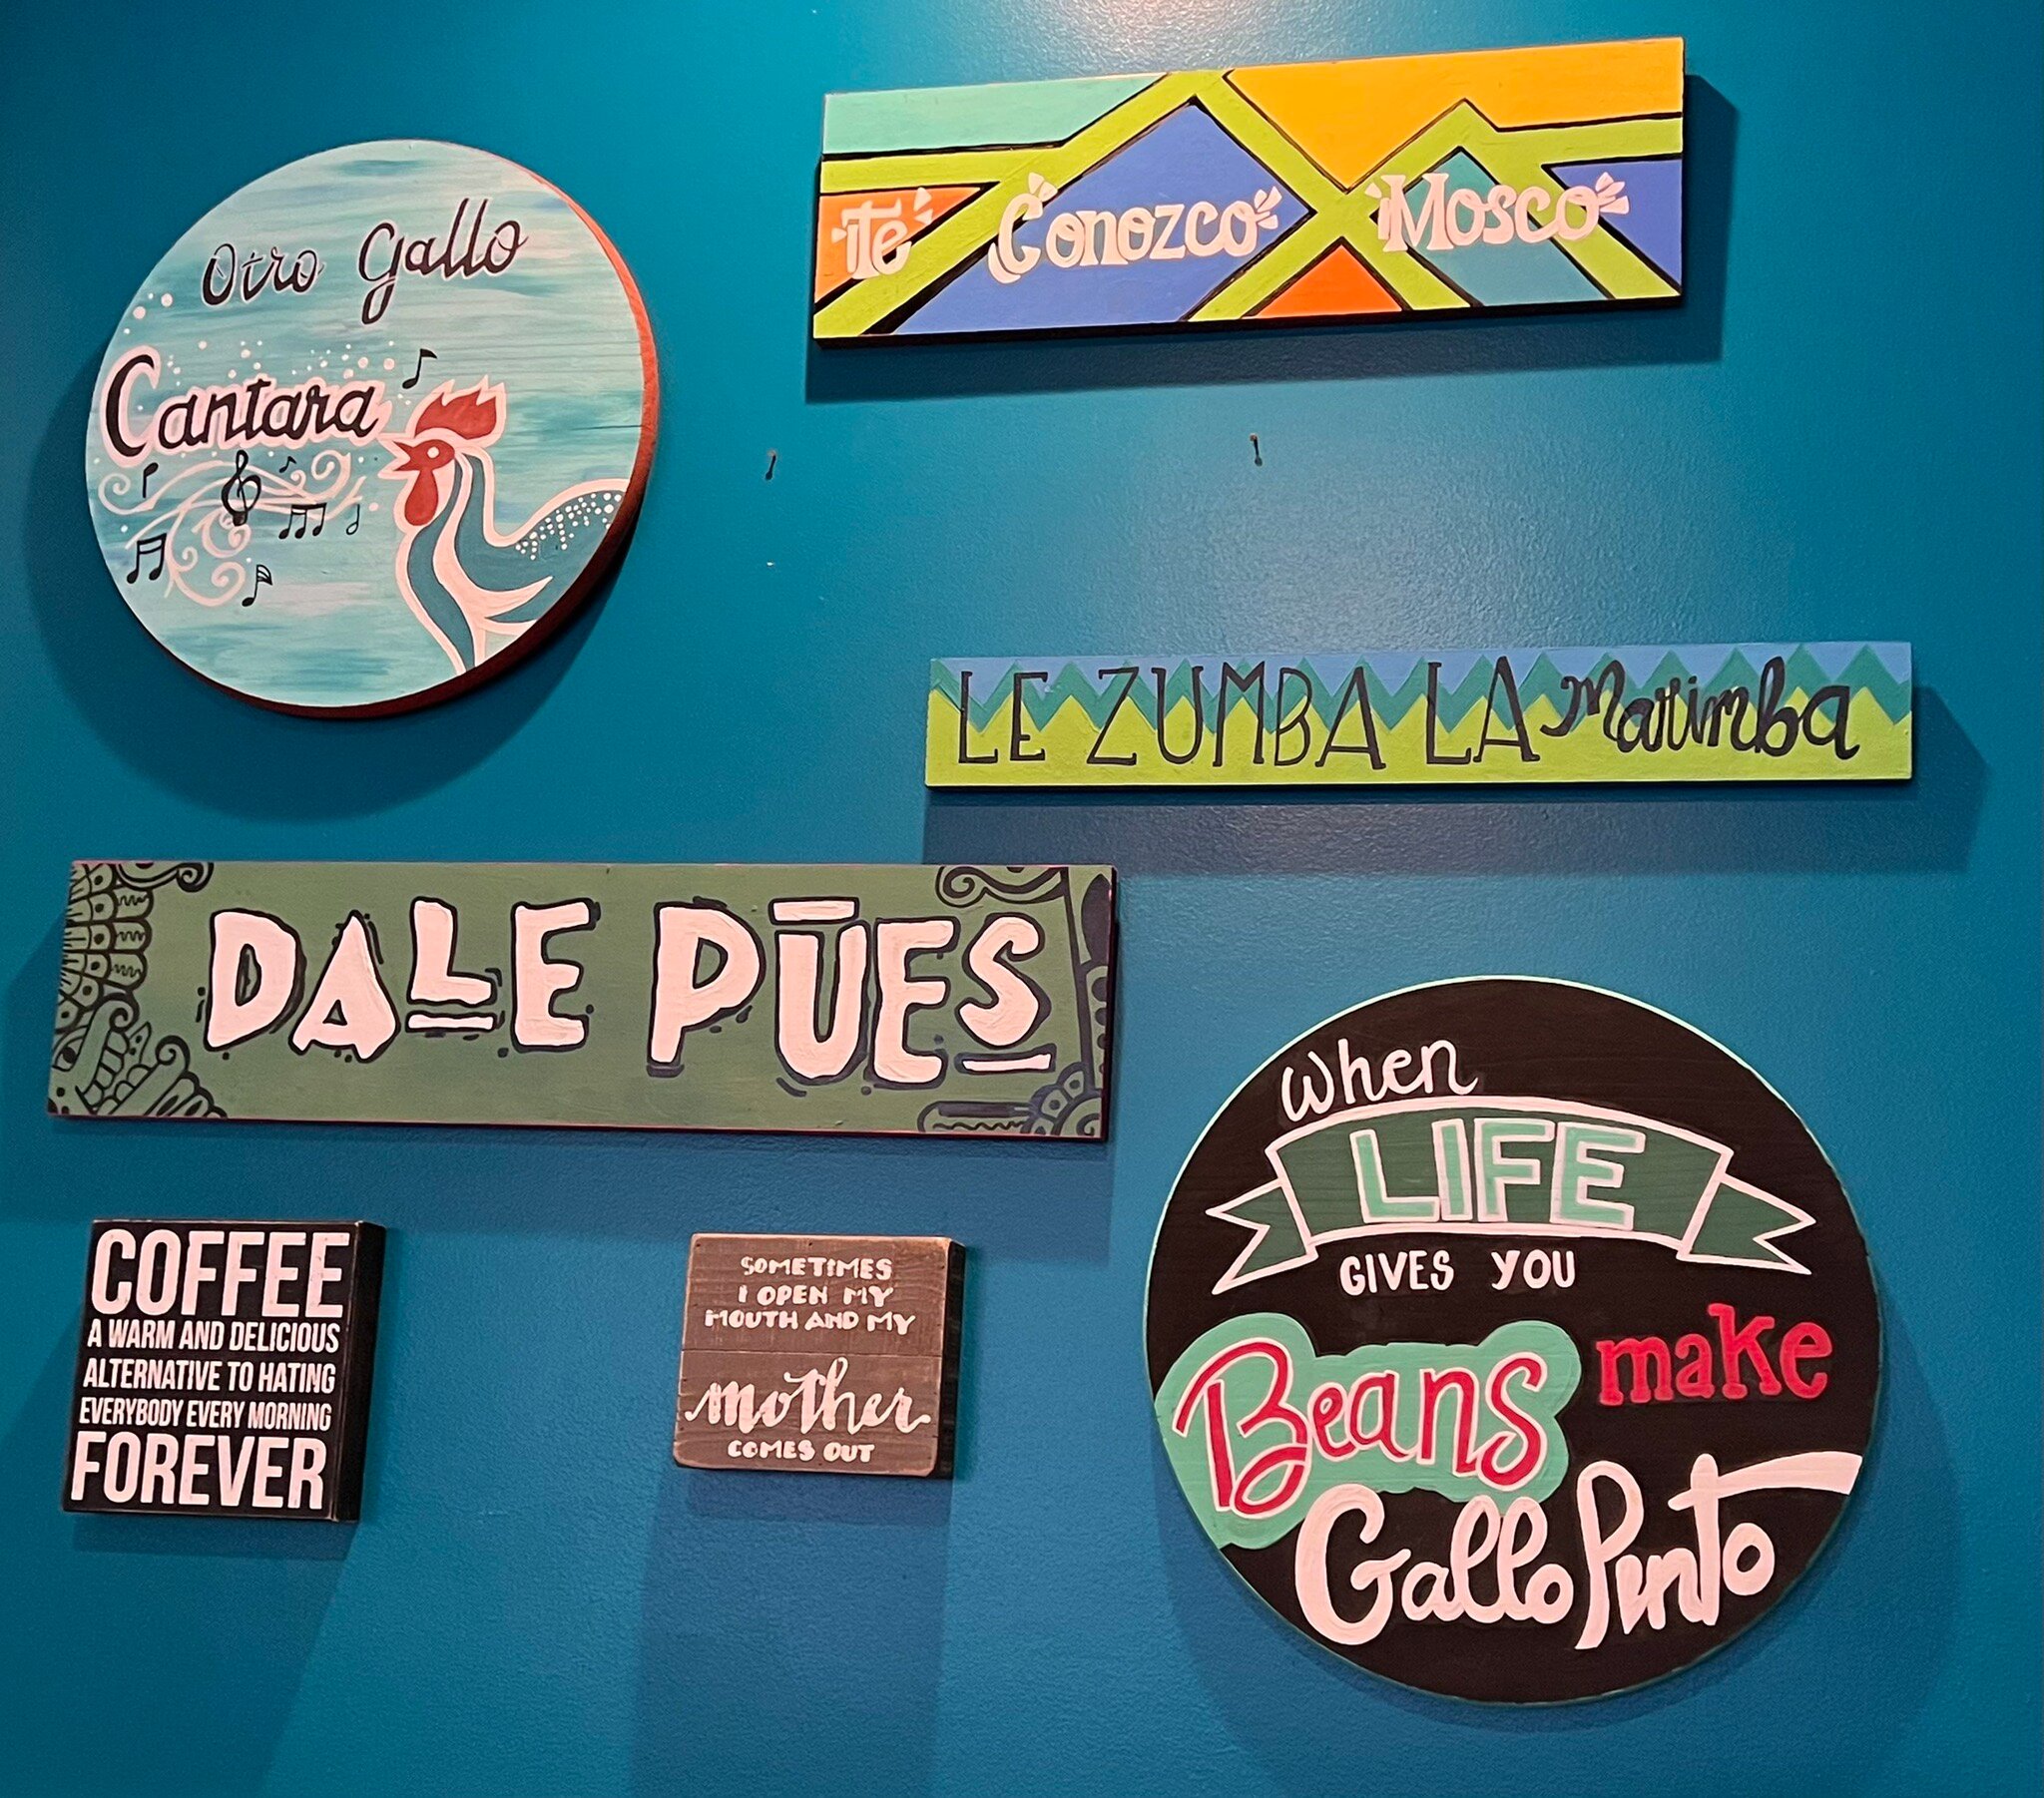 Otro Gallo
Cantara
Té Conozco Mosco
LE ZUMBA LA Marimba
DALE PŪES
COFFEE
A WARM AND DELICIOUS
ALTERNATIVE TO HATING
EVERYBODY EVERY MORNING
FOREVER
SOMETIMES
I OPEN MY
MOUTH AND MY
mother
COMES OUT
When
LIFE
GIVES YOU
Beans make
Gallo Pinto